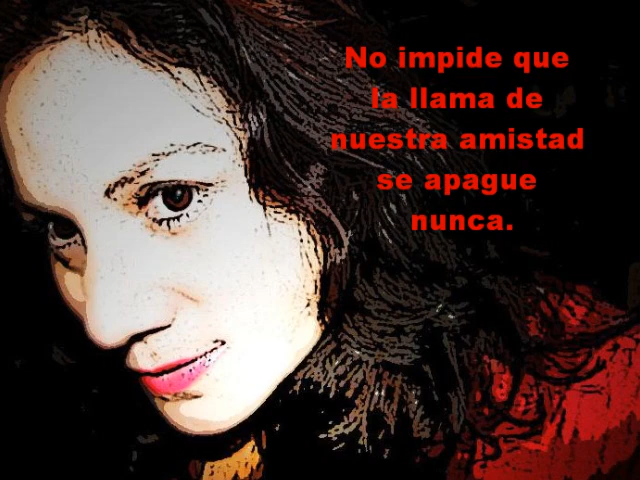 No impide que
la llama de
nuestra amistad
se apague
nunca.